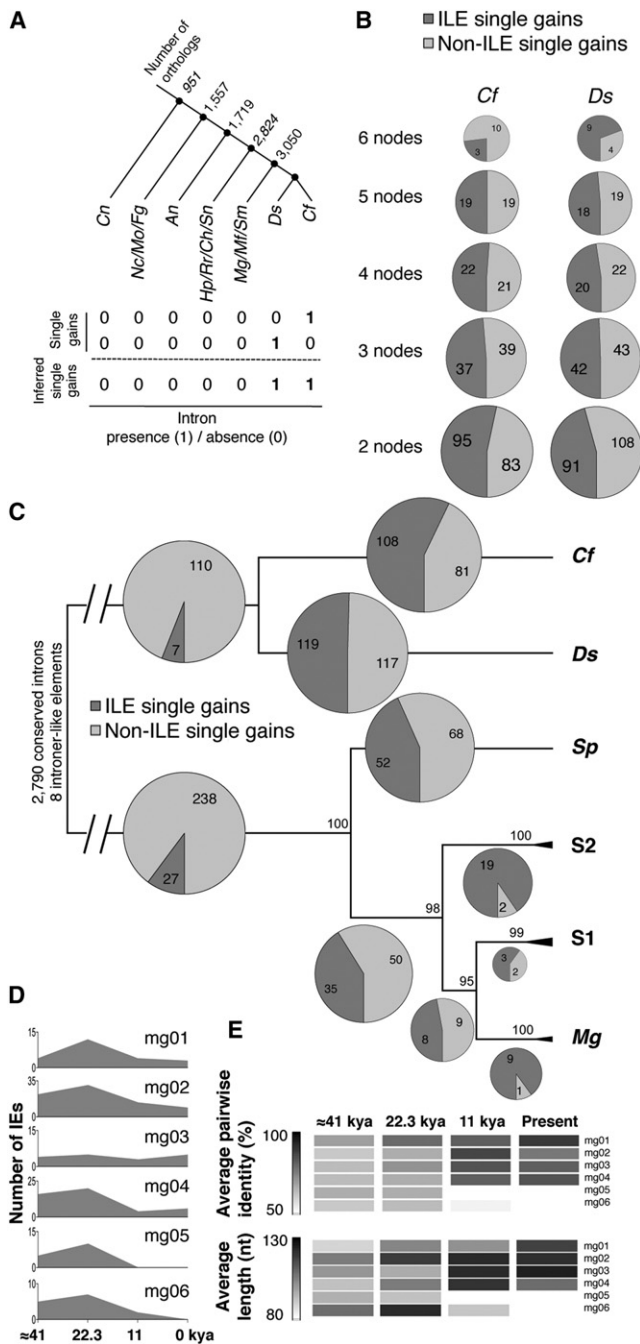 A
Number of
orthologs
951
1,557
1,719
2,824
3,050
Cn
Nc/Mo/Fg
An
Hp/Rr/Ch/Sn
Mg/Mf/Sm
Ds
Cf
Single
gains
0 0 0 0 0 0 1
0 0 0 0 0 1 0
Inferred
single
gains
0 0 0 0 0 1 1
Intron
presence (1) / absence (0)
B
ILE single gains
Non-ILE single gains
Cf Ds
6 nodes
10
3
9
4
5 nodes
19 19
18 19
4 nodes
22 21
20 22
3 nodes
37 39
42 43
2 nodes
95 83
91 108
C
2,790 conserved introns
8 introner-like elements
110
7
108
81
Cf
119
117
Ds
ILE single gains
Non-ILE single gains
238
27
68
52
Sp
100
100
S2
19
2
98
99
S1
3
2
95
50
35
8 9
100
Mg
9
1
D
Number of IEs
15
0
mg01
35
0
mg02
15
0
mg03
25
0
mg04
15
0
mg05
10
0
mg06
≈41 22.3 11 0 kya
E
≈41 kya 22.3 kya 11 kya Present
Average pairwise
identity (%)
100
50
mg01
mg02
mg03
mg04
mg05
mg06
Average
length (nt)
130
80
mg01
mg02
mg03
mg04
mg05
mg06